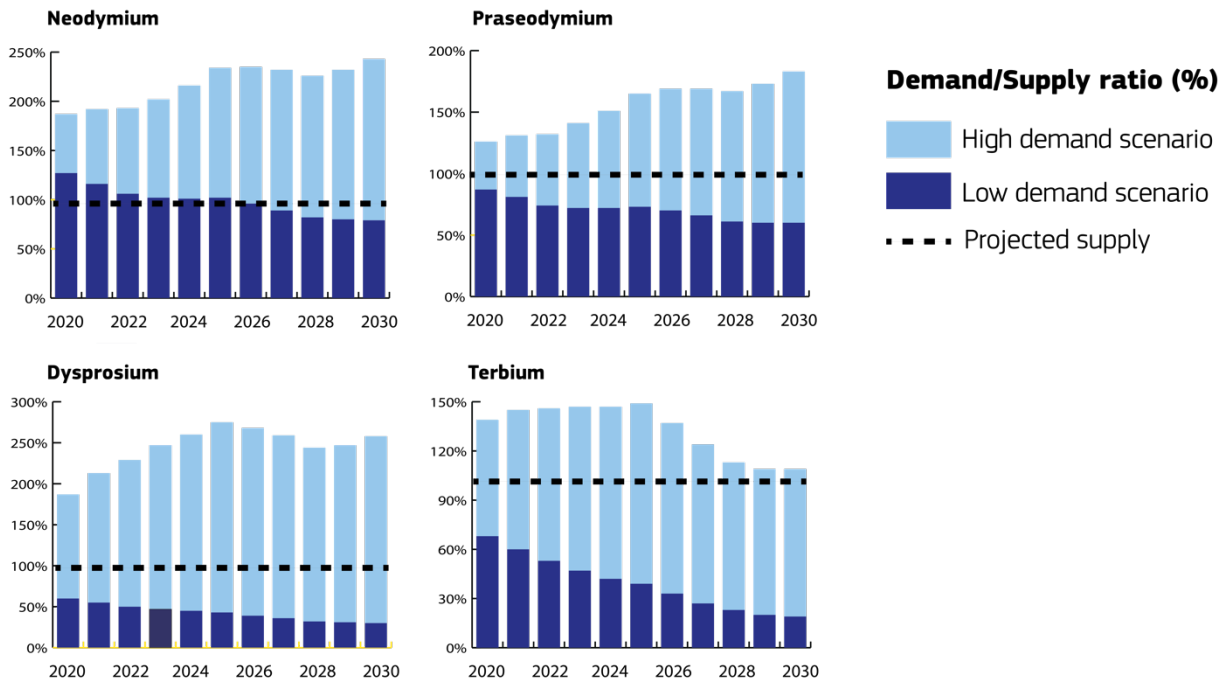 Neodymium
250%
200%
150%
100%
50%
0%
2020 2022 2024 2026 2028 2030
Praseodymium
200%
150%
100%
50%
0%
2020 2022 2024 2026 2028 2030
Demand/Supply ratio (%)
High demand scenario
Low demand scenario
Projected supply
Dysprosium
300%
250%
200%
150%
100%
50%
0%
2020 2022 2024 2026 2028 2030
Terbium
150%
120%
90%
60%
30%
0%
2020 2022 2024 2026 2028 2030